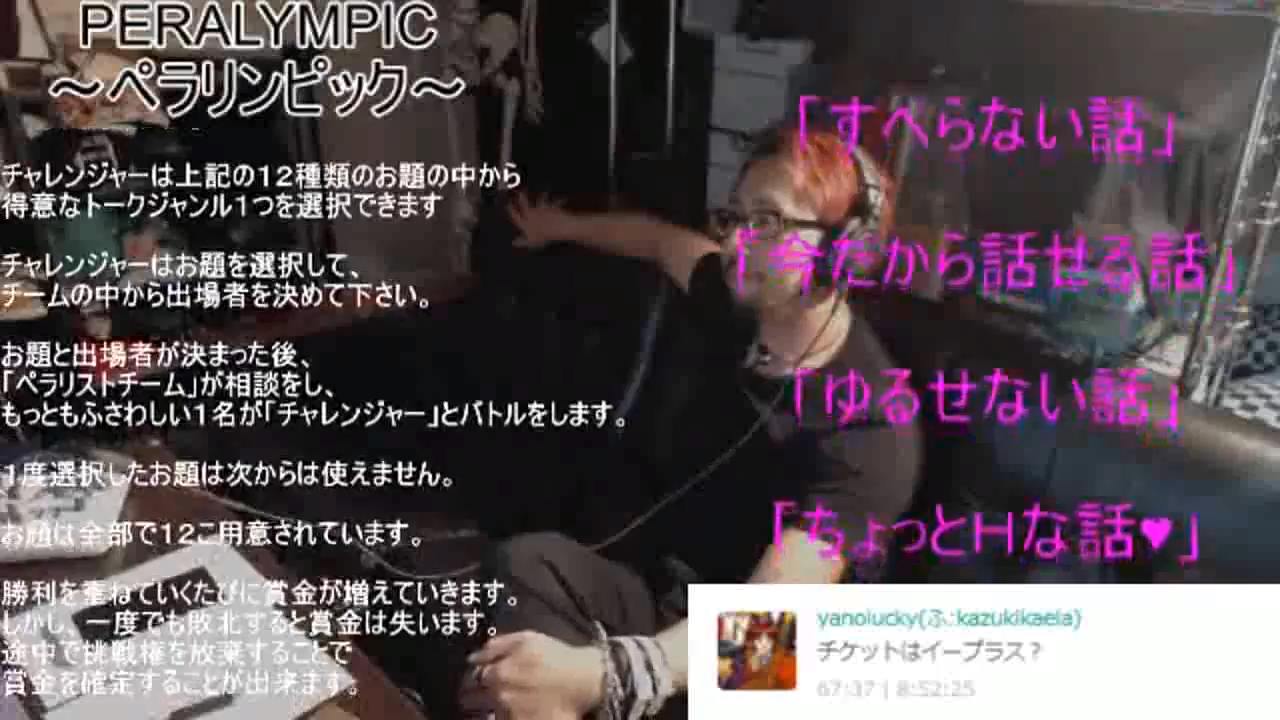 PERALYMPIC
～ペラリンピック～
チャレンジャーは上記の１２種類のお題の中から
得意なトークジャンル１つを選択できます
チャレンジャーはお題を選択して、
チームの中から出場者を決めて下さい。
お題と出場者が決まった後、
「ペラリストチーム」が相談をし、
もっともふさわしい１名が「チャレンジャー」とバトルをします。
１度選択したお題は次からは使えません。
お題は全部で１２こ用意されています。
勝利を重ねていくたびに賞金が増えていきます。
しかし、一度でも敗北すると賞金は失います。
途中で挑戦権を放棄することで
賞金を確定することが出来ます。
「すべらない話」
「今だから話せる話」
「ゆるせない話」
「ちょっとＨな話♥」
yanolucky(ふ:kazukikaela)
チケットはイープラス？
67:37 | 8:52:25